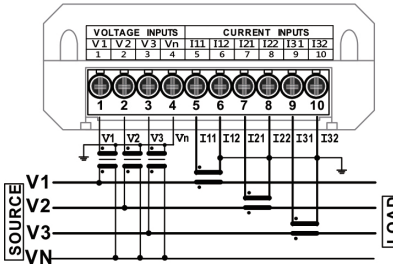 VOLTAGE INPUTS CURRENT INPUTS
V1 V2 V3 Vn I11 I12 I21 I22 I31 I32
1 2 3 4 5 6 7 8 9 10
1 2 3 4 5 6 7 8 9 10
V1 V2 V3 Vn I11 I12 I21 I22 I31 I32
SOURCE
V1
V2
V3
VN
LOAD